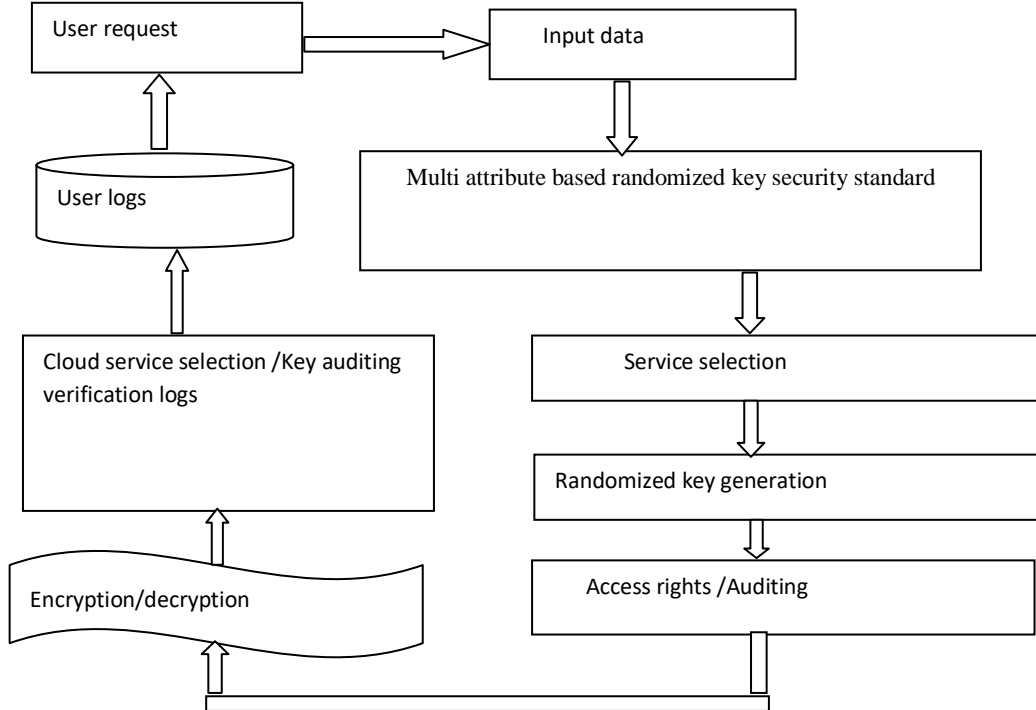 User request
Input data
Multi attribute based randomized key security standard
User logs
Service selection
Cloud service selection /Key auditing
verification logs
Randomized key generation
Access rights /Auditing
Encryption/decryption